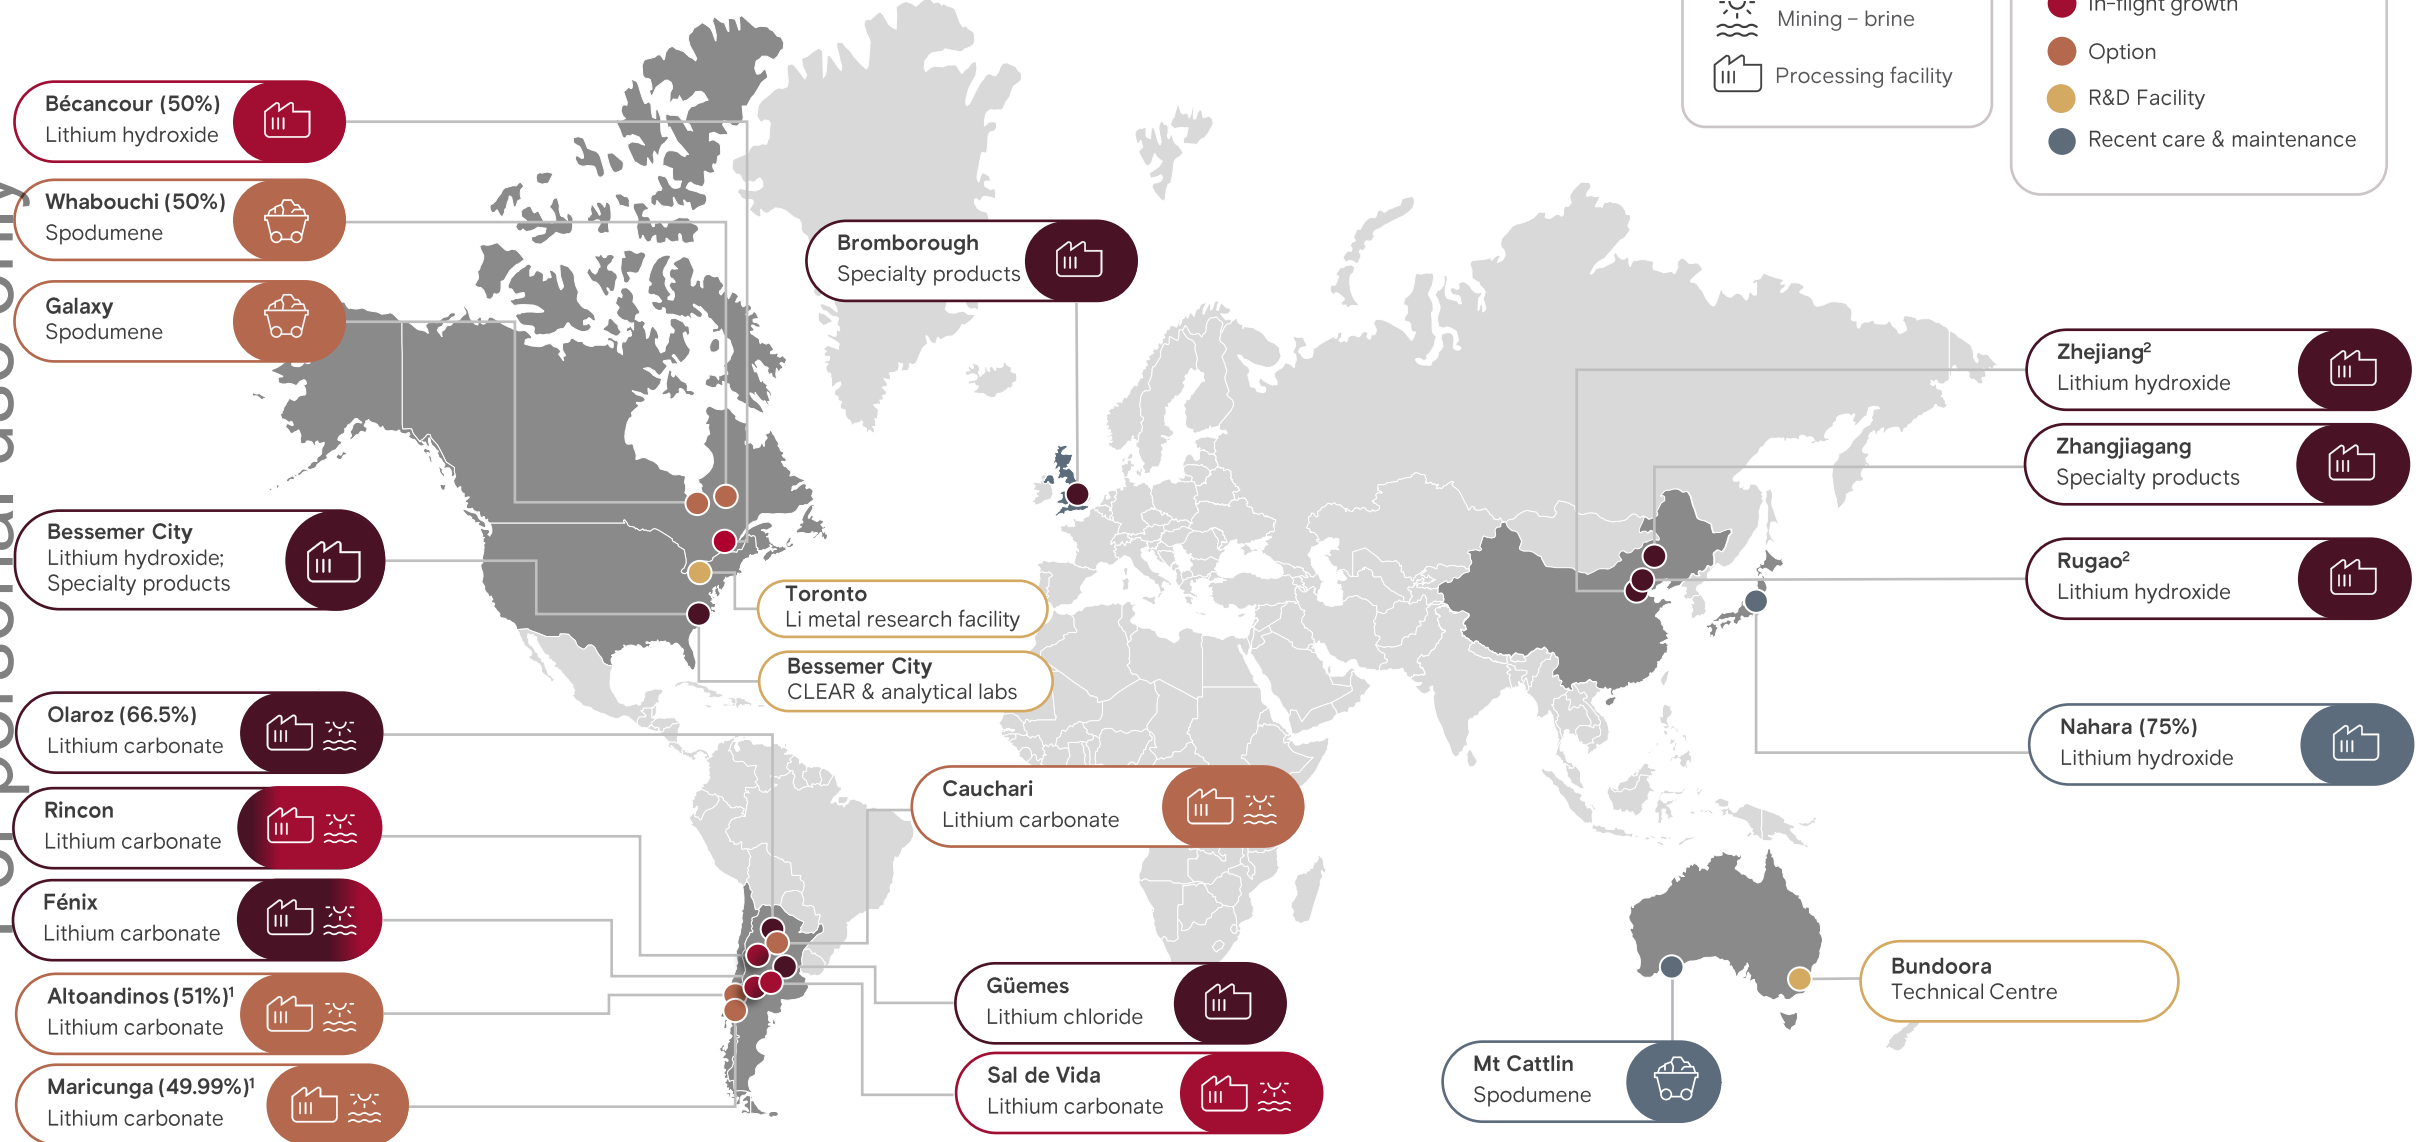 Mining – brine
Processing facility
In-flight growth
Option
R&D Facility
Recent care & maintenance
Bécancour (50%)
Lithium hydroxide
Whabouchi (50%)
Spodumene
Galaxy
Spodumene
Bessemer City
Lithium hydroxide;
Specialty products
Olaroz (66.5%)
Lithium carbonate
Rincon
Lithium carbonate
Fénix
Lithium carbonate
Altoandinos (51%)¹
Lithium carbonate
Maricunga (49.99%)¹
Lithium carbonate
Bromborough
Specialty products
Toronto
Li metal research facility
Bessemer City
CLEAR & analytical labs
Cauchari
Lithium carbonate
Güemes
Lithium chloride
Sal de Vida
Lithium carbonate
Zhejiang²
Lithium hydroxide
Zhangjiagang
Specialty products
Rugao²
Lithium hydroxide
Nahara (75%)
Lithium hydroxide
Bundoora
Technical Centre
Mt Cattlin
Spodumene